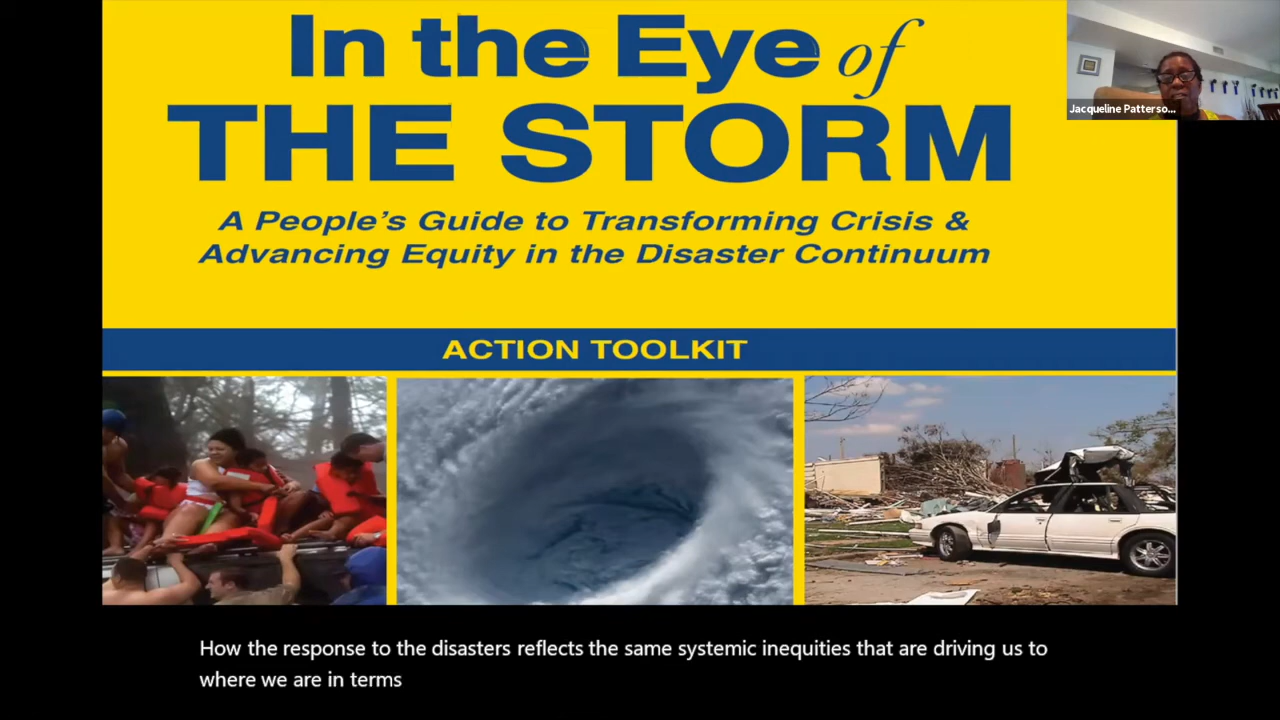 In the Eye of
THE STORM
A People's Guide to Transforming Crisis &
Advancing Equity in the Disaster Continuum
ACTION TOOLKIT
Jacqueline Patterso...
How the response to the disasters reflects the same systemic inequities that are driving us to
where we are in terms